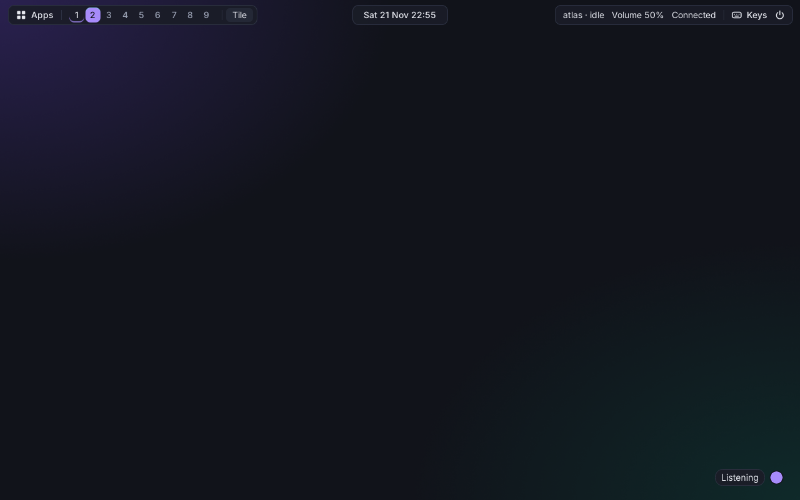 Apps 1 2 3 4 5 6 7 8 9 Tile
Sat 21 Nov 22:55
atlas · idle Volume 50% Connected Keys
Listening